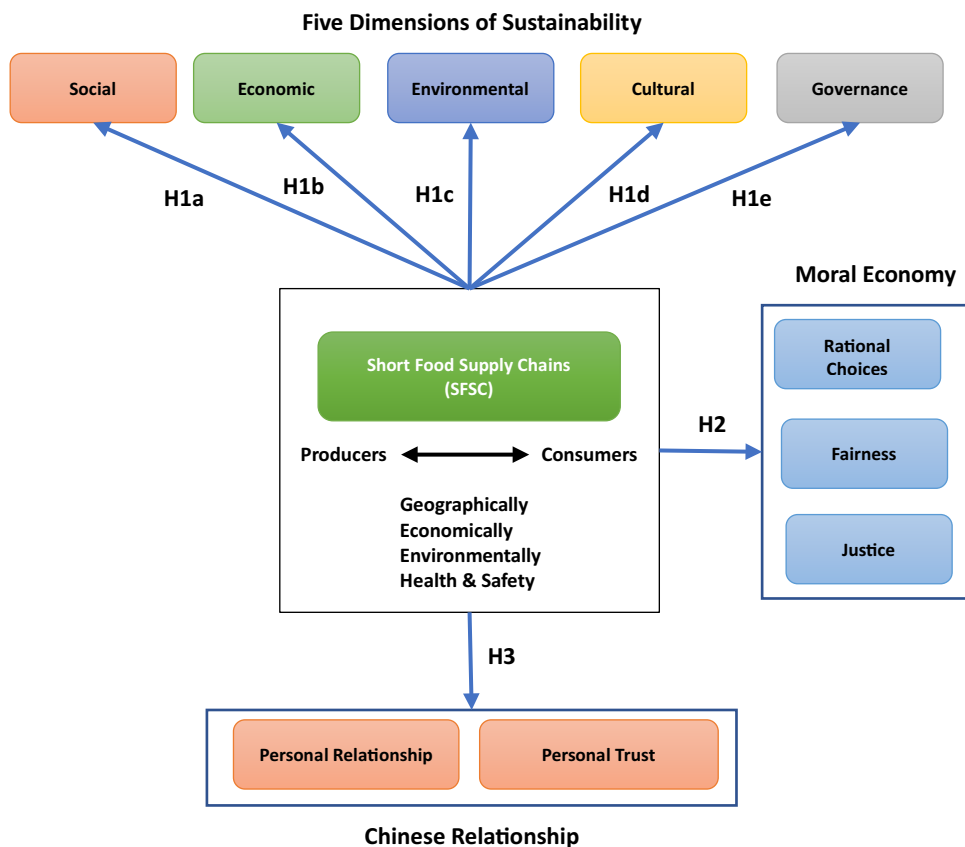 Five Dimensions of Sustainability
Social
Economic
Environmental
Cultural
Governance
H1a
H1b
H1c
H1d
H1e
Moral Economy
Rational
Choices
Fairness
Justice
H2
Short Food Supply Chains
(SFSC)
Producers
Consumers
Geographically
Economically
Environmentally
Health & Safety
H3
Personal Relationship
Personal Trust
Chinese Relationship